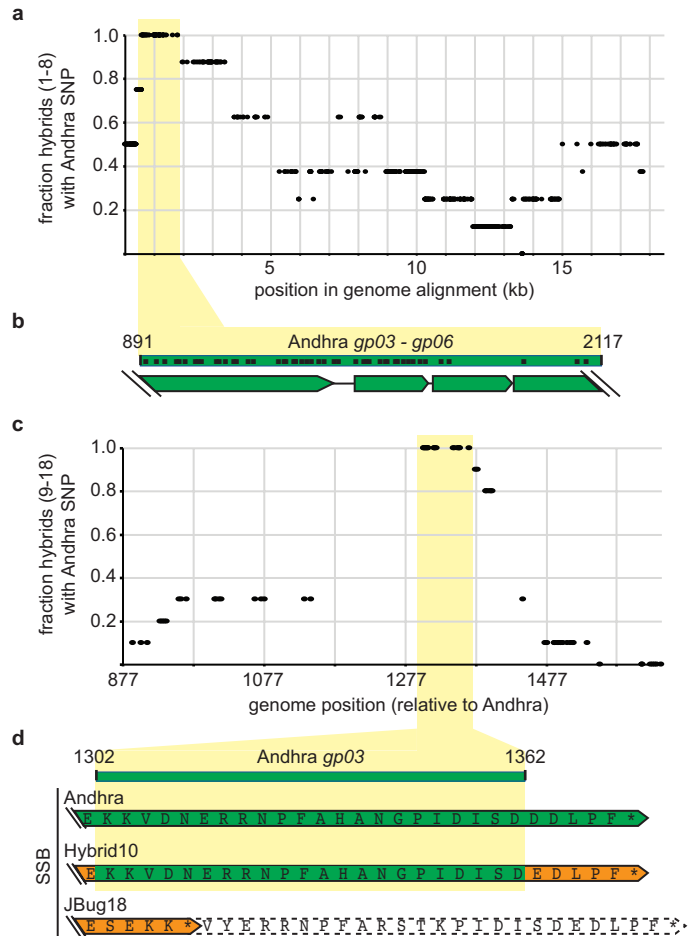 a
fraction hybrids (1-8)
with Andhra SNP
1.0
0.8
0.6
0.4
0.2
5
10
15
position in genome alignment (kb)
b
891
Andhra gp03 - gp06
2117
c
fraction hybrids (9-18)
with Andhra SNP
1.0
0.8
0.6
0.4
0.2
877
1077
1277
1477
genome position (relative to Andhra)
d
1302
Andhra gp03
1362
SSB
Andhra
E K K V D N E R R N P F A H A N G P I D I S D D D L P F *
Hybrid10
E K K V D N E R R N P F A H A N G P I D I S D E D L P F *
JBug18
E S E K K * V Y E R R N P F A R S T K P I D I S D E D L P F *